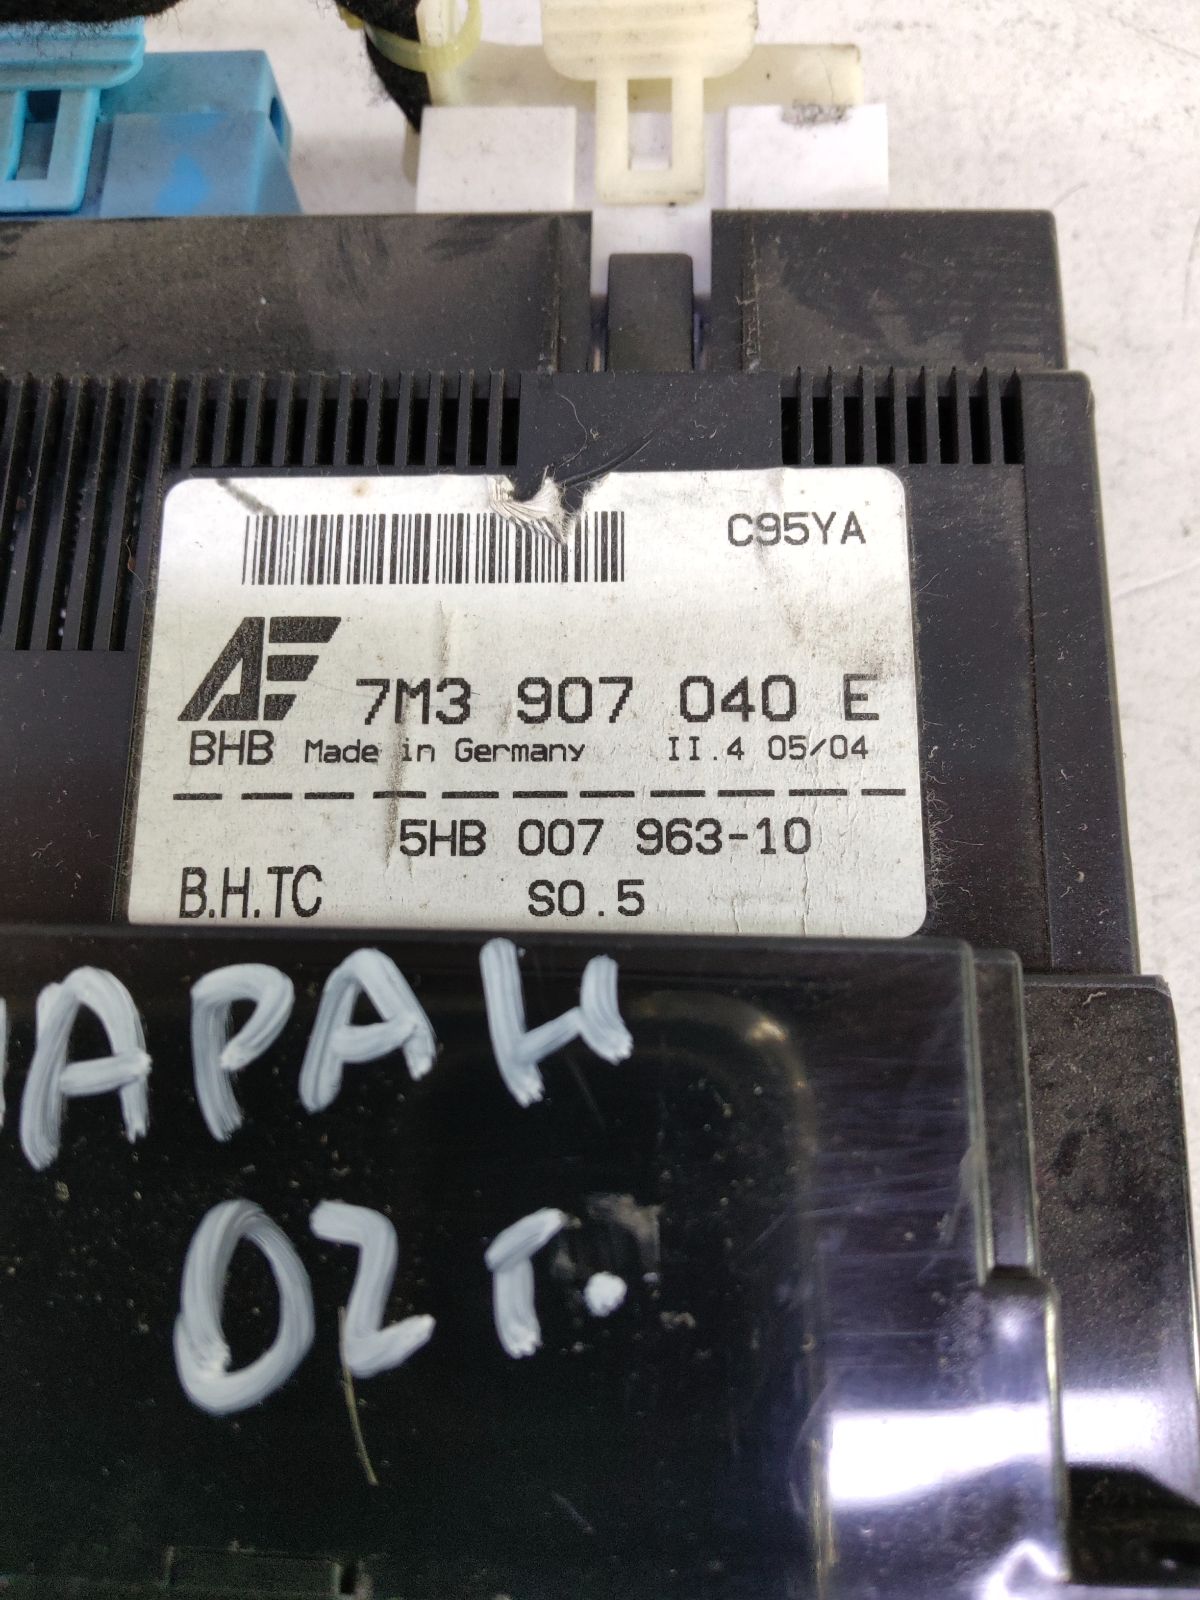 C95YA
AE 7M3 907 040 E
BHB Made in Germany II.4 05/04
5HB 007 963-10
B.H.TC S0.5
ШАРАН
02г.